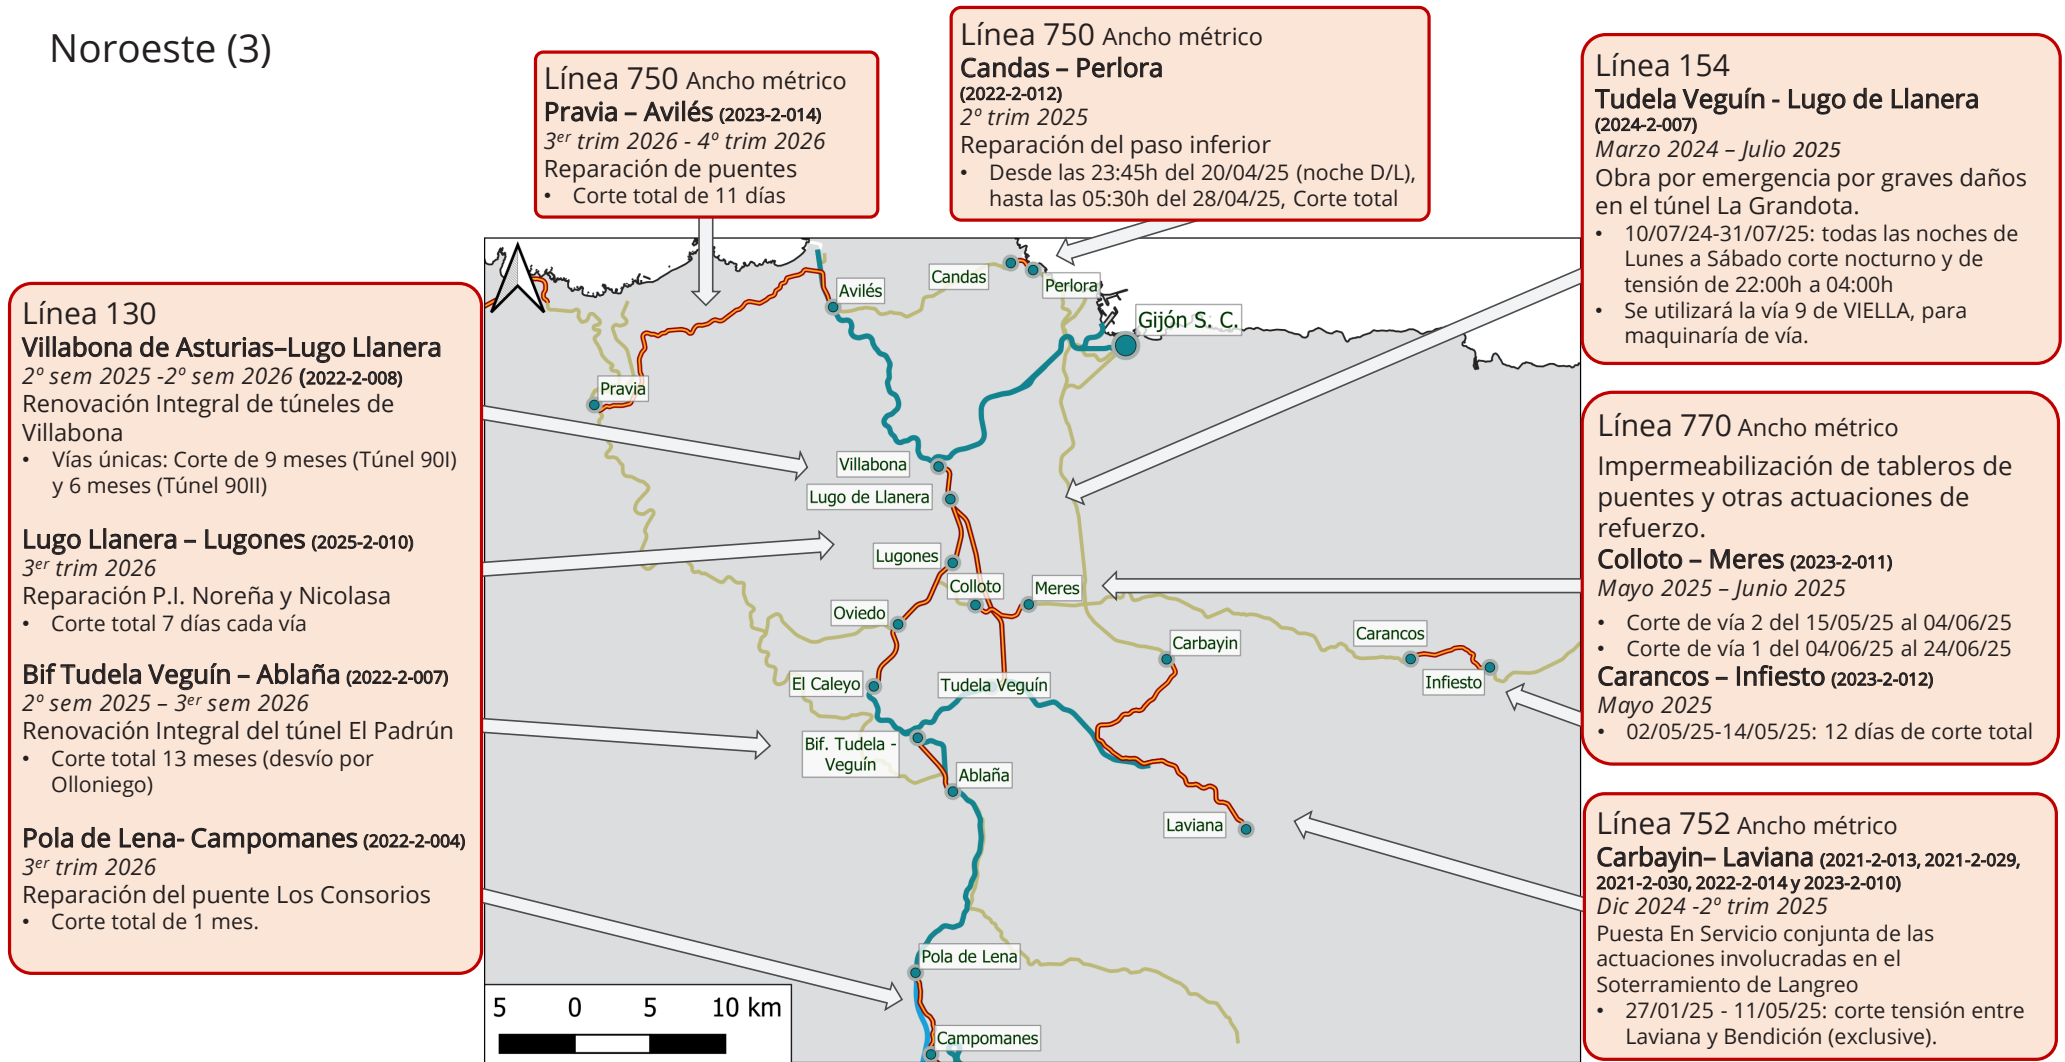 Noroeste (3)
Línea 750 Ancho métrico
Pravia – Avilés (2023-2-014)
3er trim 2026 - 4º trim 2026
Reparación de puentes
• Corte total de 11 días
Línea 750 Ancho métrico
Candas – Perlora
(2022-2-012)
2º trim 2025
Reparación del paso inferior
• Desde las 23:45h del 20/04/25 (noche D/L),
hasta las 05:30h del 28/04/25, Corte total
Línea 154
Tudela Veguín - Lugo de Llanera
(2024-2-007)
Marzo 2024 – Julio 2025
Obra por emergencia por graves daños
en el túnel La Grandota.
• 10/07/24-31/07/25: todas las noches de
Lunes a Sábado corte nocturno y de
tensión de 22:00h a 04:00h
• Se utilizará la vía 9 de VIELLA, para
maquinaría de vía.
Línea 130
Villabona de Asturias–Lugo Llanera
2º sem 2025 -2º sem 2026 (2022-2-008)
Renovación Integral de túneles de
Villabona
• Vías únicas: Corte de 9 meses (Túnel 90I)
y 6 meses (Túnel 90II)
Lugo Llanera – Lugones (2025-2-010)
3er trim 2026
Reparación P.I. Noreña y Nicolasa
• Corte total 7 días cada vía
Bif Tudela Veguín – Ablaña (2022-2-007)
2º sem 2025 – 3er sem 2026
Renovación Integral del túnel El Padrún
• Corte total 13 meses (desvío por
Olloniego)
Pola de Lena- Campomanes (2022-2-004)
3er trim 2026
Reparación del puente Los Consorios
• Corte total de 1 mes.
Línea 770 Ancho métrico
Impermeabilización de tableros de
puentes y otras actuaciones de
refuerzo.
Colloto – Meres (2023-2-011)
Mayo 2025 – Junio 2025
• Corte de vía 2 del 15/05/25 al 04/06/25
• Corte de vía 1 del 04/06/25 al 24/06/25
Carancos – Infiesto (2023-2-012)
Mayo 2025
• 02/05/25-14/05/25: 12 días de corte total
Línea 752 Ancho métrico
Carbayin– Laviana (2021-2-013, 2021-2-029,
2021-2-030, 2022-2-014 y 2023-2-010)
Dic 2024 -2º trim 2025
Puesta En Servicio conjunta de las
actuaciones involucradas en el
Soterramiento de Langreo
• 27/01/25 - 11/05/25: corte tensión entre
Laviana y Bendición (exclusive).
Candas
Perlora
Avilés
Gijón S. C.
Pravia
Villabona
Lugo de Llanera
Lugones
Colloto
Meres
Oviedo
Carbayin
Carancos
Infiesto
El Caleyo
Tudela Veguín
Bif. Tudela -
Veguín
Ablaña
Laviana
Pola de Lena
Campomanes
5 0 5 10 km